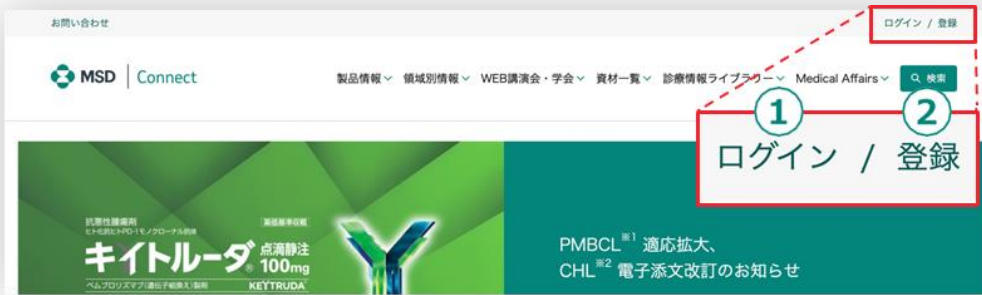 お問い合わせ
ログイン / 登録
MSD Connect
製品情報 領域別情報 WEB講演会・学会 資材一覧 診療情報ライブラリー Medical Affairs 検索
① ②
ログイン / 登録
抗悪性腫瘍剤
ヒト化抗ヒトPD-1モノクローナル抗体
薬価基準収載
キイトルーダ® 点滴静注
100mg
ペムブロリズマブ(遺伝子組換え)製剤 KEYTRUDA
PMBCL※1 適応拡大、
CHL※2 電子添文改訂のお知らせ